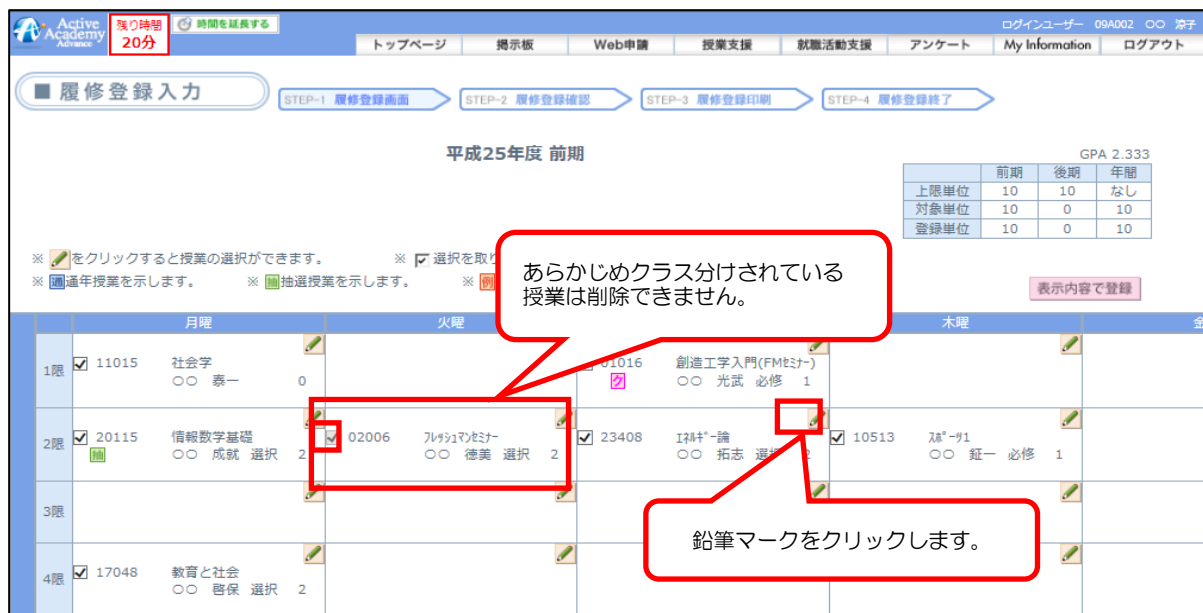 Active Academy Advance
残り時間 20分
時間を延長する
ログインユーザー 09A002 〇〇 涼子
トップページ 掲示板 Web申請 授業支援 就職活動支援 アンケート My Information ログアウト
■ 履修登録入力
STEP-1 履修登録画面 STEP-2 履修登録確認 STEP-3 履修登録印刷 STEP-4 履修登録終了
平成25年度 前期
GPA 2.333
前期 後期 年間
上限単位 10 10 なし
対象単位 10 0 10
登録単位 10 0 10
※ をクリックすると授業の選択ができます。 ※ 選択を取り
※ 通 通年授業を示します。 ※ 抽 抽選授業を示します。 ※ 例
あらかじめクラス分けされている
授業は削除できません。
表示内容で登録
月曜 火曜 木曜 金
1限 11015 社会学 〇〇 泰一 0
01016 創造工学入門(FMセミナー) ク 〇〇 光武 必修 1
2限 20115 情報数学基礎 抽 〇〇 成就 選択 2
02006 フレッシュマンセミナー 〇〇 徳美 選択 2
23408 エネルギー論 〇〇 拓志 選択 2
10513 スポーツ1 〇〇 鉦一 必修 1
3限
鉛筆マークをクリックします。
4限 17048 教育と社会 〇〇 啓保 選択 2